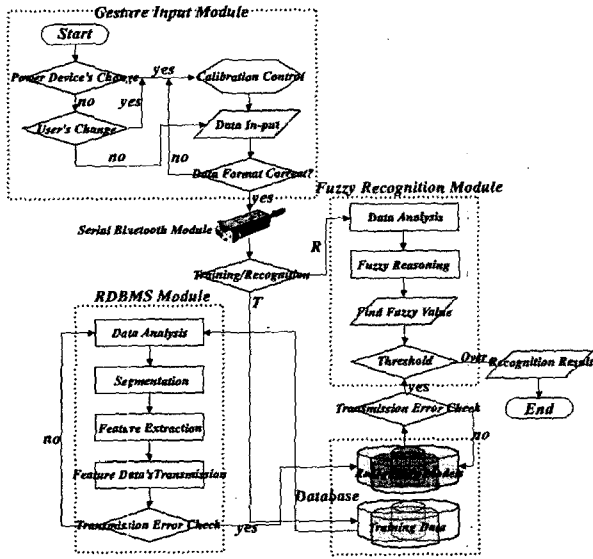 Gesture Input Module
Start
Power Device's Change
yes
Calibration Control
no
yes
User's Change
Data In-put
no
no
Data Format Correct?
yes
Fuzzy Recognition Module
Serial Bluetooth Module
Data Analysis
R
Training/Recognition
Fuzzy Reasoning
RDBMS Module
T
Find Fuzzy Value
Data Analysis
Threshold
Over
Recognition Result
Segmentation
yes
Transmission Error Check
End
no
Feature Extraction
no
Feature Data's Transmission
Database
Transmission Error Check
yes
Training Data